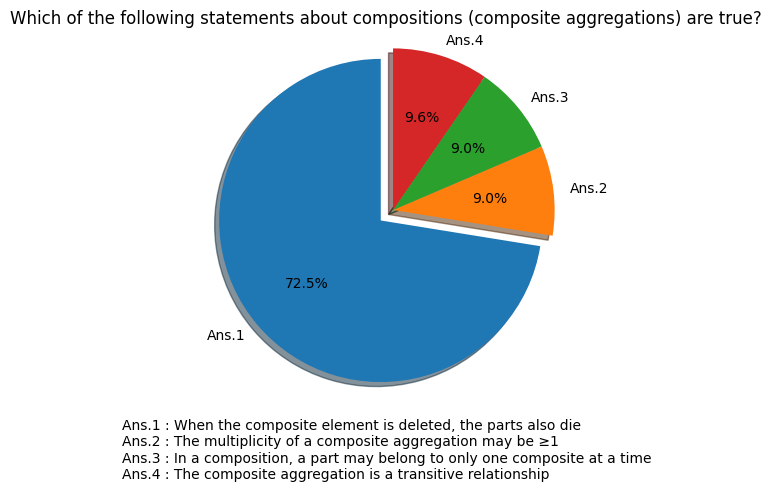 Which of the following statements about compositions (composite aggregations) are true?
Ans.4
Ans.3
9.6%
9.0%
Ans.2
9.0%
72.5%
Ans.1
Ans.1 : When the composite element is deleted, the parts also die
Ans.2 : The multiplicity of a composite aggregation may be ≥1
Ans.3 : In a composition, a part may belong to only one composite at a time
Ans.4 : The composite aggregation is a transitive relationship